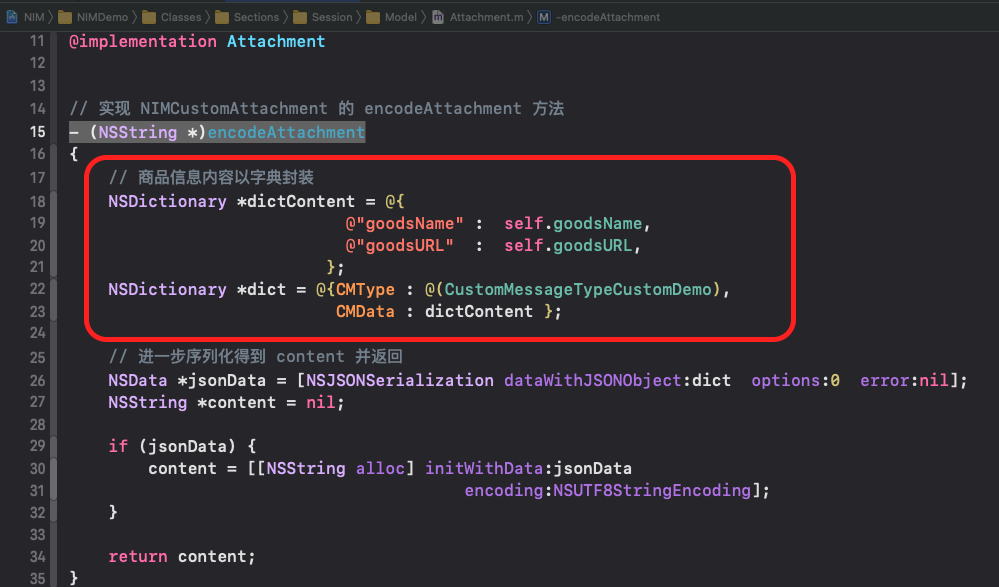 NIM 〉 NIMDemo 〉 Classes 〉 Sections 〉 Session 〉 Model 〉 Attachment.m 〉 M -encodeAttachment
11 @implementation Attachment
12
13
14 // 实现 NIMCustomAttachment 的 encodeAttachment 方法
15 - (NSString *)encodeAttachment
16 {
17 // 商品信息内容以字典封装
18 NSDictionary *dictContent = @{
19 @"goodsName" : self.goodsName,
20 @"goodsURL" : self.goodsURL,
21 };
22 NSDictionary *dict = @{CMType : @(CustomMessageTypeCustomDemo),
23 CMData : dictContent };
24
25 // 进一步序列化得到 content 并返回
26 NSData *jsonData = [NSJSONSerialization dataWithJSONObject:dict options:0 error:nil];
27 NSString *content = nil;
28
29 if (jsonData) {
30 content = [[NSString alloc] initWithData:jsonData
31 encoding:NSUTF8StringEncoding];
32 }
33
34 return content;
35 }